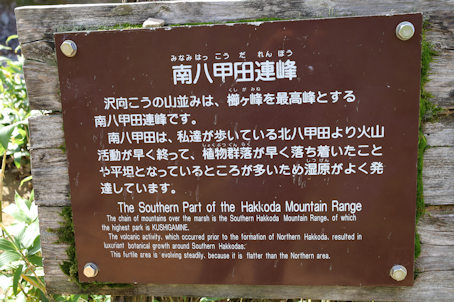 みなみはっこうだれんぽう
南八甲田連峰
沢向こうの山並みは、櫛ヶ峰を最高峰とする
くしがみね
南八甲田連峰です。
南八甲田は、私達が歩いている北八甲田より火山
活動が早く終って、植物群落が早く落ち着いたこと
しょくぶつぐんらく
や平坦となっているところが多いため湿原がよく発
しつげん
達しています。
The Southern Part of the Hakkoda Mountain Range
The chain of mountains over the marsh is the Southern Hakkoda Mountain Range, of which
the highest park is KUSHIGAMINE.
The volcanic activity, which occurred prior to the formation of Northern Hakkoda, resulted in
luxuriant botanical growth around Southern Hakkodas.
This furtile area is evolving steadily, because it is flatter than the Northern area.